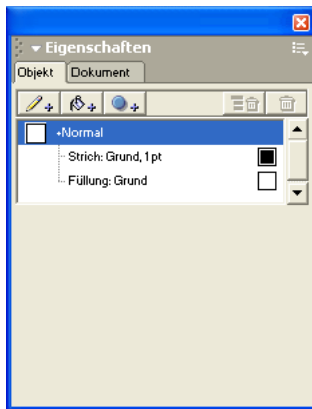 Eigenschaften
Objekt Dokument
+Normal
Strich: Grund, 1 pt
Füllung: Grund